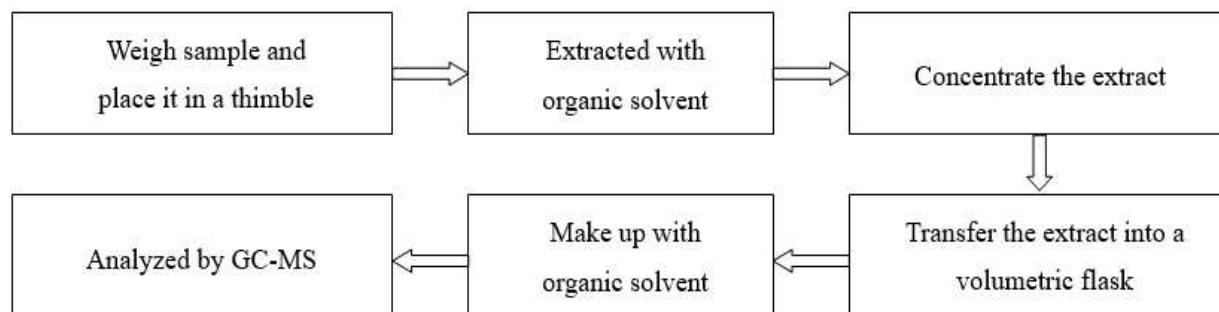 Weigh sample and
place it in a thimble
Extracted with
organic solvent
Concentrate the extract
Transfer the extract into a
volumetric flask
Make up with
organic solvent
Analyzed by GC-MS